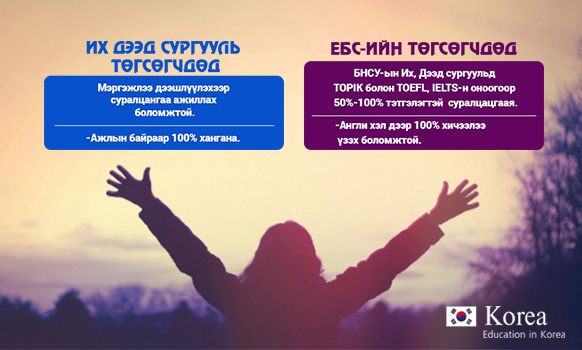 ИХ ДЭЭД СУРГУУЛЬ
ТӨГСӨГЧДӨД
Мэргэжлээ дээшлүүлэхээр
суралцангаа ажиллах
боломжтой.
-Ажлын байраар 100% хангана.
ЕБС-ИЙН ТӨГСӨГЧДӨД
БНСУ-ын Их, Дээд сургуульд
TOPIK болон TOEFL, IELTS-н оноогоор
50%-100% тэтгэлэгтэй суралцацгаая.
-Англи хэл дээр 100% хичээлээ
үзэх боломжтой.
Korea
Education in Korea